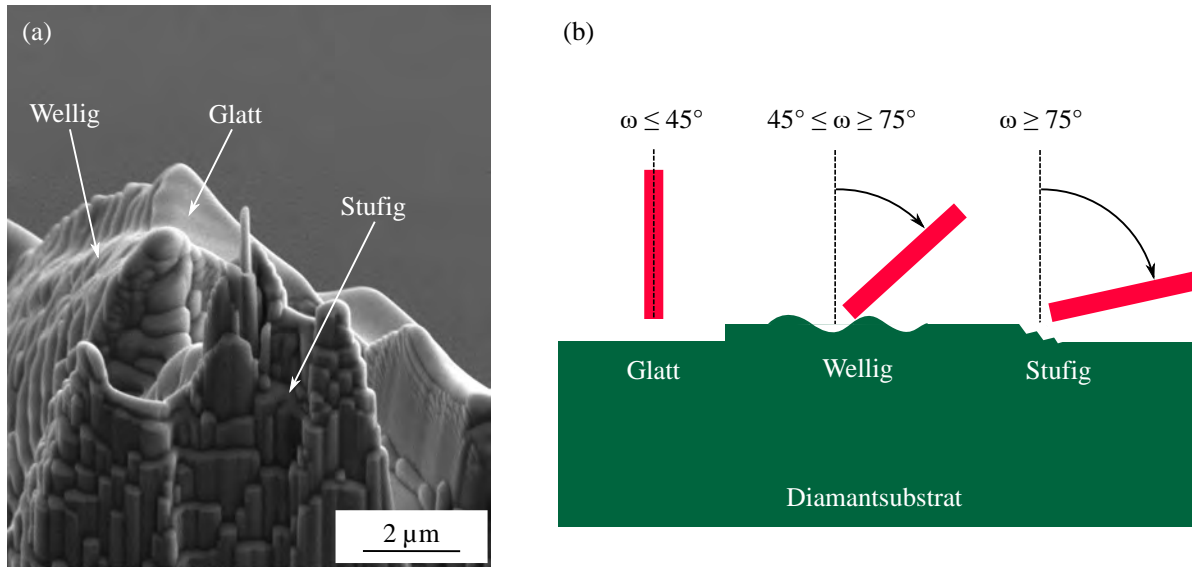 (a)
Wellig
Glatt
Stufig
2 µm
(b)
ω ≤ 45°
45° ≤ ω ≥ 75°
ω ≥ 75°
Glatt
Wellig
Stufig
Diamantsubstrat